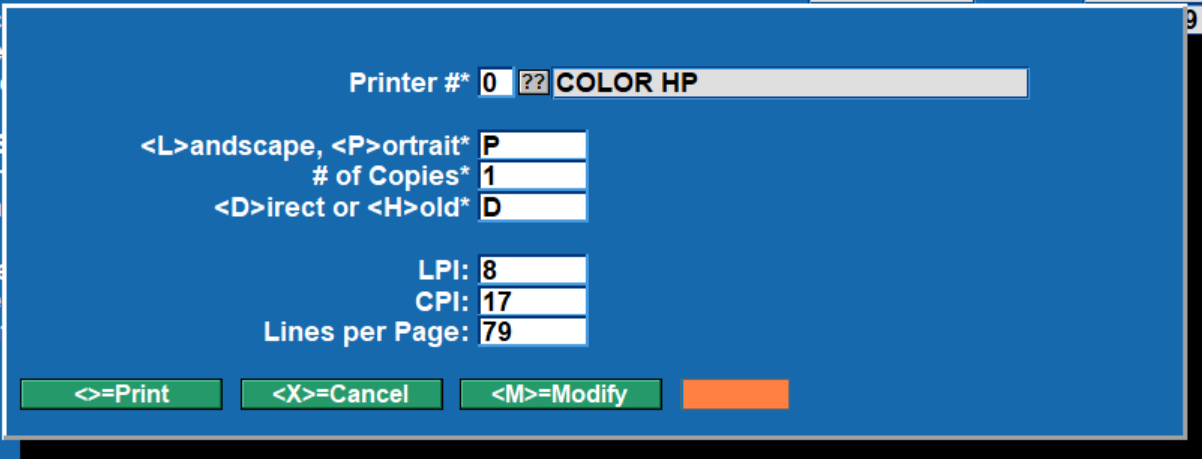 9
Printer #* 0 ?? COLOR HP
<L>andscape, <P>ortrait* P
# of Copies* 1
<D>irect or <H>old* D
LPI: 8
CPI: 17
Lines per Page: 79
<>=Print <X>=Cancel <M>=Modify